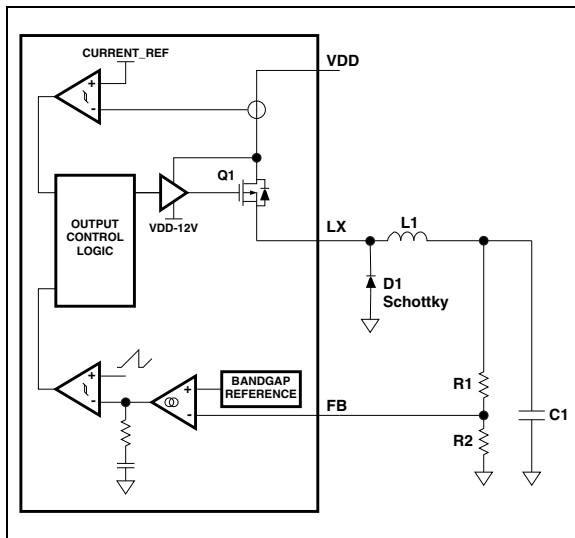 CURRENT_REF
VDD
+
-
Q1
OUTPUT
CONTROL
LOGIC
VDD-12V
LX
L1
D1
Schottky
+
-
+
-
BANDGAP
REFERENCE
FB
R1
R2
C1